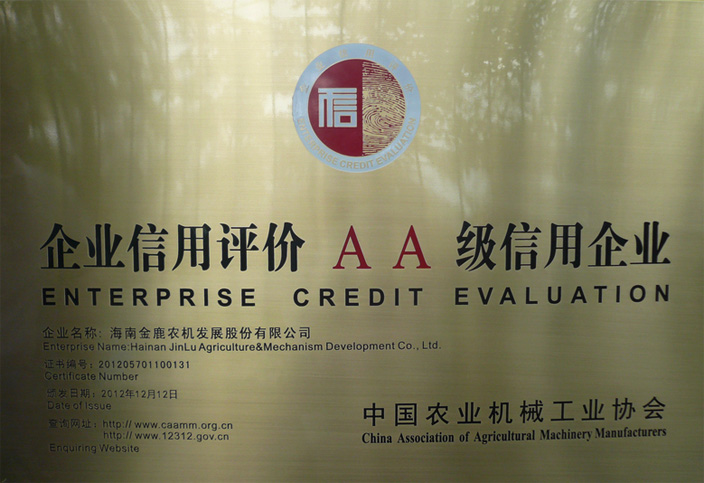 信
ENTERPRISE CREDIT EVALUATION
企业信用评价 AA 级信用企业
ENTERPRISE CREDIT EVALUATION
企业名称: 海南金鹿农机发展股份有限公司
Enterprise Name:Hainan JinLu Agriculture&Mechanism Development Co., Ltd.
证书编号: 201205701100131
Certificate Number
颁发日期: 2012年12月12日
Date of Issue
查询网址: http:// www.caamm.org.cn
http:// www.12312.gov.cn
Enquiring Website
中国农业机械工业协会
China Association of Agricultural Machinery Manufacturers